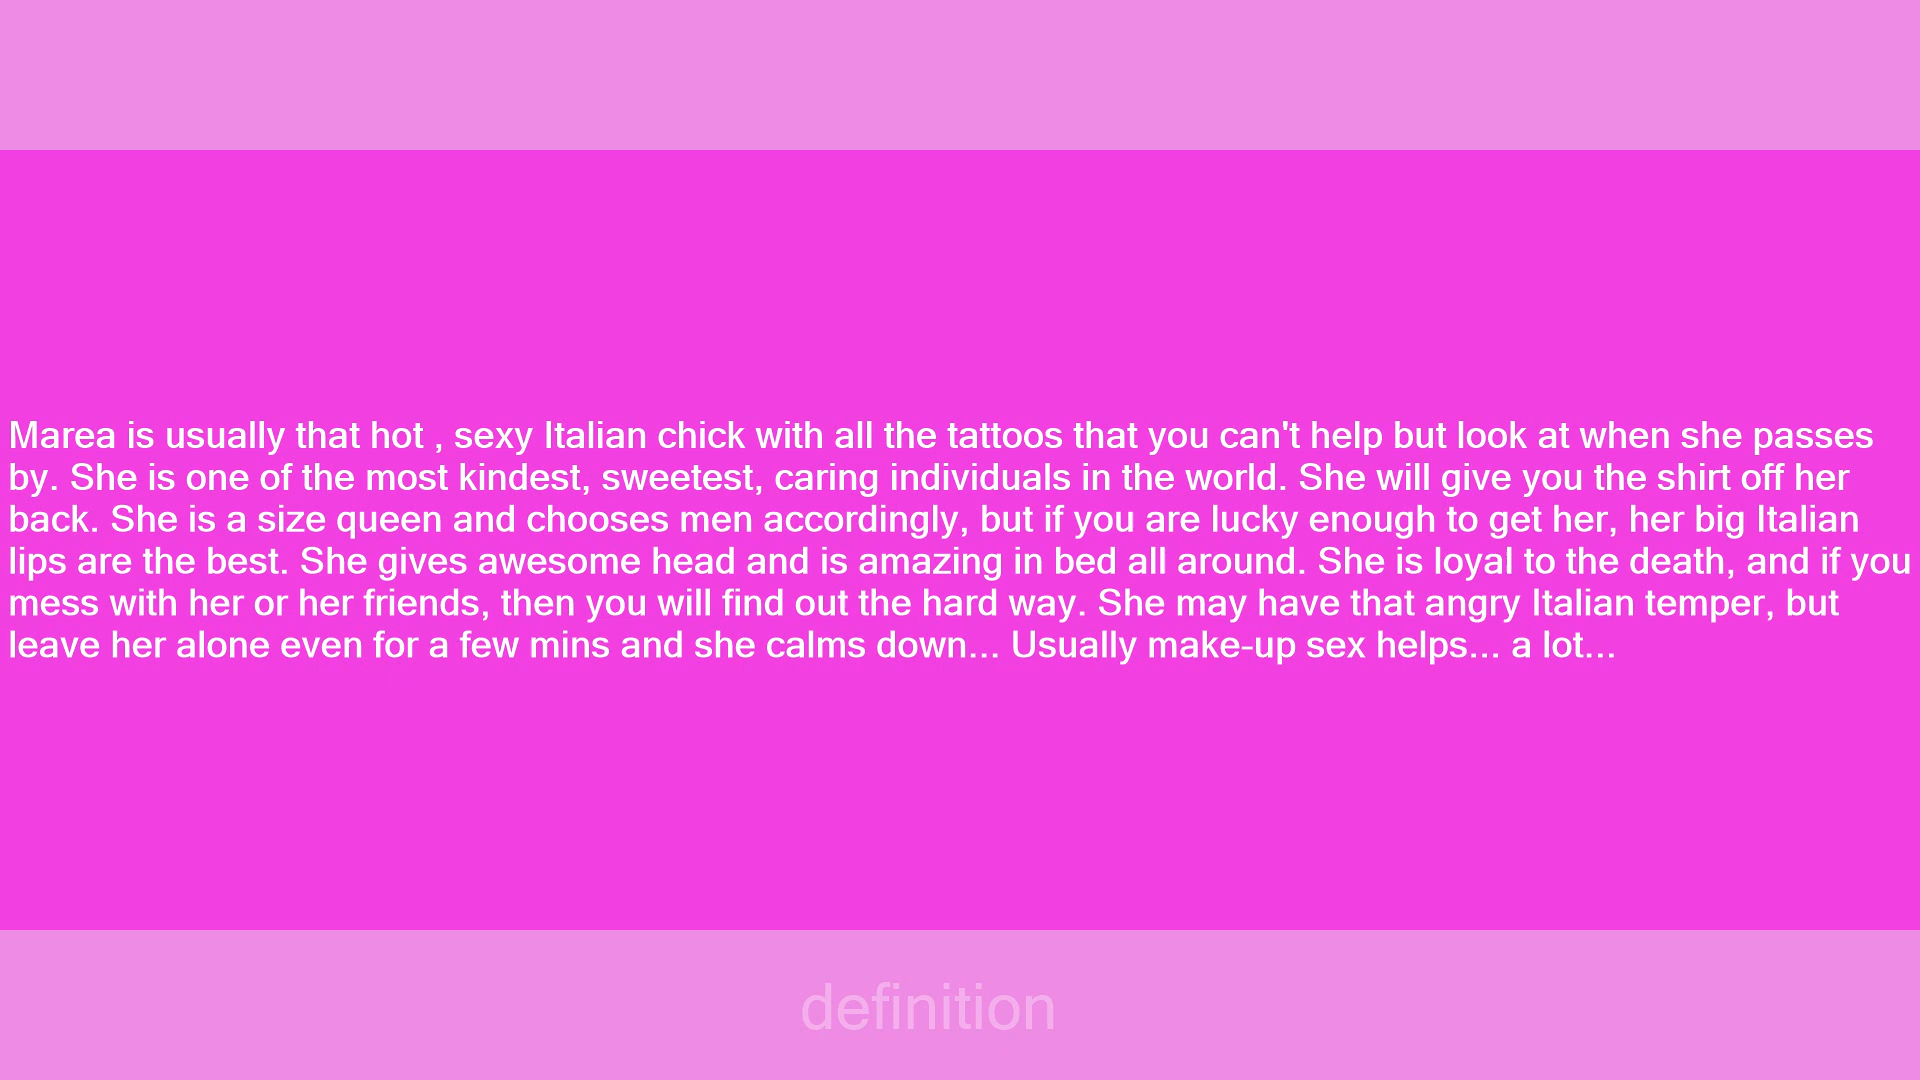 Marea is usually that hot , sexy Italian chick with all the tattoos that you can't help but look at when she passes
by. She is one of the most kindest, sweetest, caring individuals in the world. She will give you the shirt off her
back. She is a size queen and chooses men accordingly, but if you are lucky enough to get her, her big Italian
lips are the best. She gives awesome head and is amazing in bed all around. She is loyal to the death, and if you
mess with her or her friends, then you will find out the hard way. She may have that angry Italian temper, but
leave her alone even for a few mins and she calms down... Usually make-up sex helps... a lot...
definition